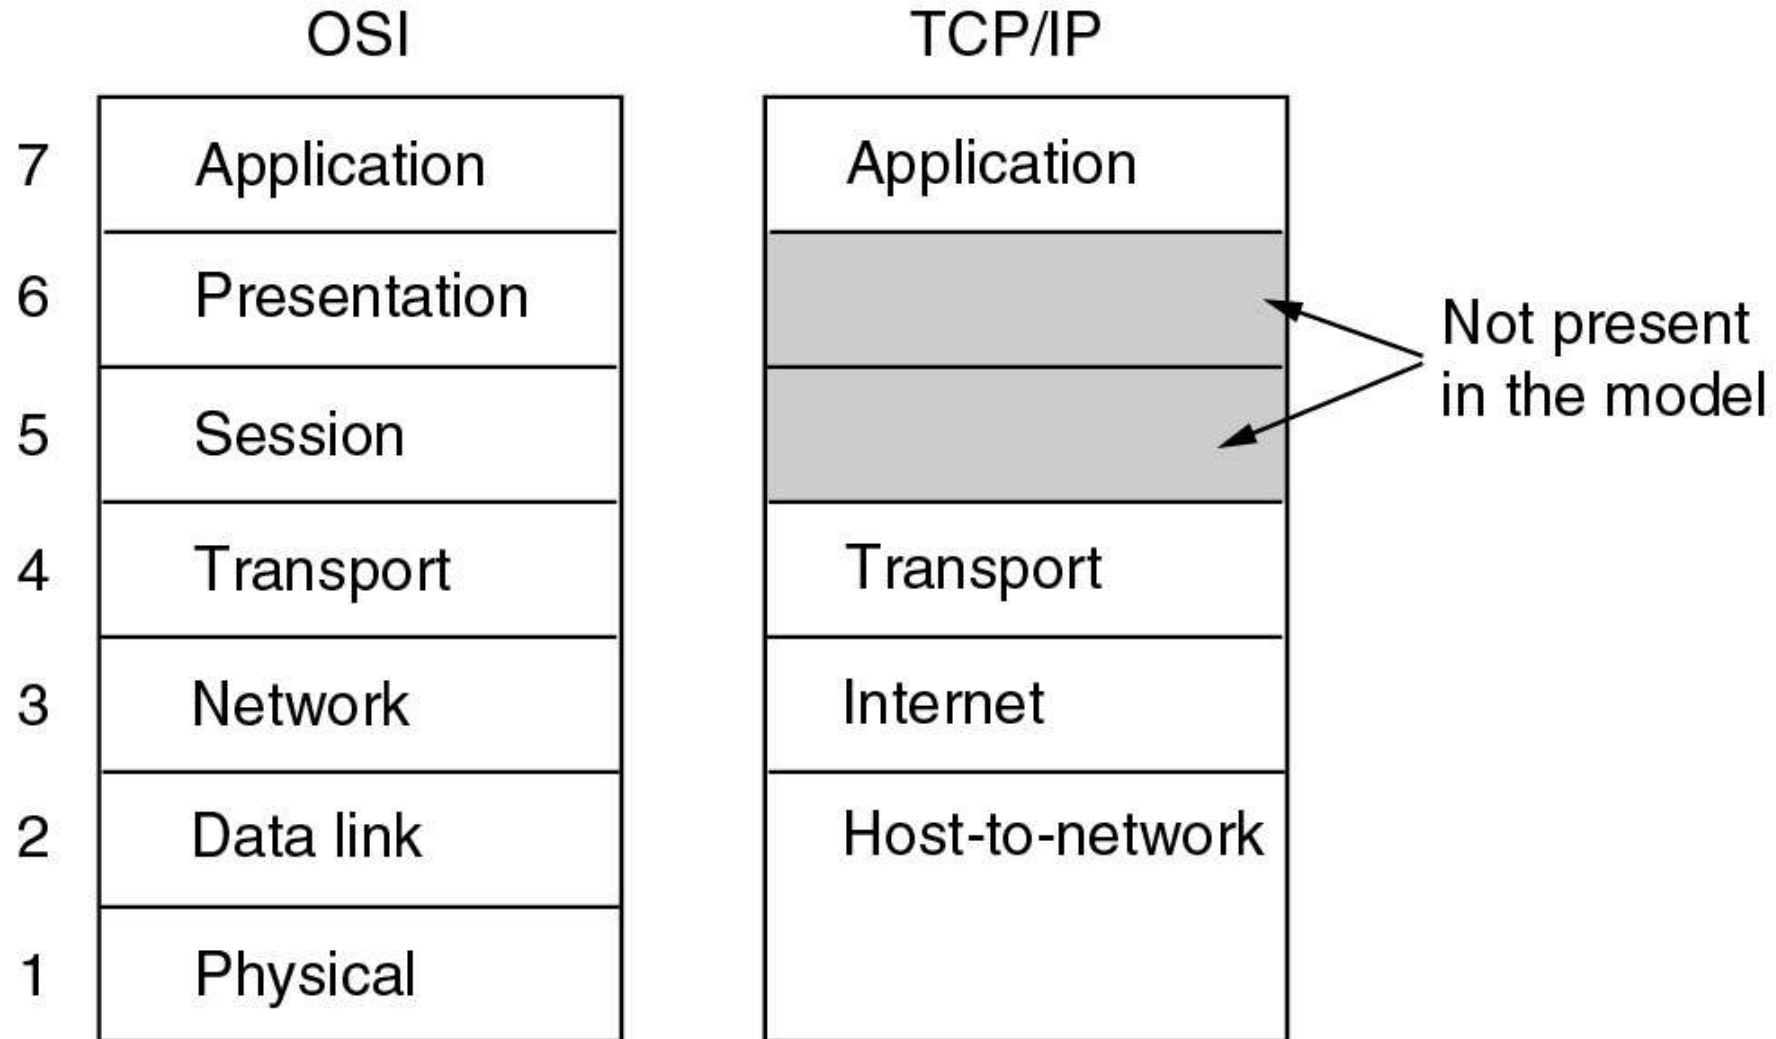 OSI TCP/IP
7 Application Application
6 Presentation
Not present
in the model
5 Session
4 Transport Transport
3 Network Internet
2 Data link Host-to-network
1 Physical